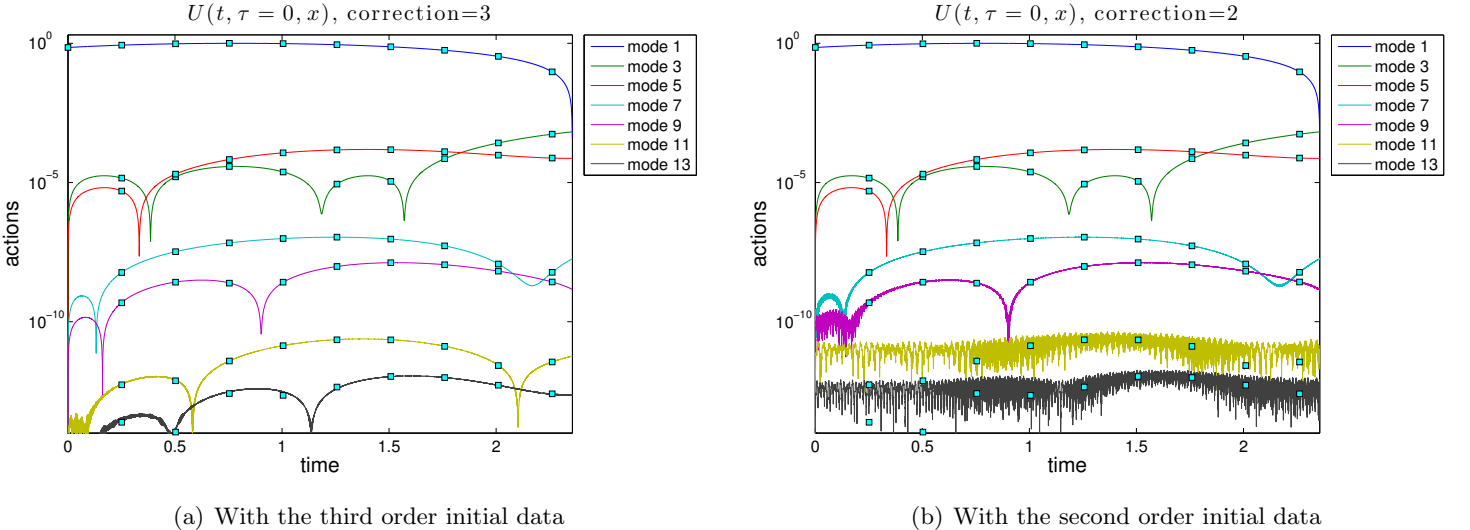 U(t, τ = 0, x), correction=3
10^0
10^-5
10^-10
actions
0 0.5 1 1.5 2
time
mode 1
mode 3
mode 5
mode 7
mode 9
mode 11
mode 13
(a) With the third order initial data
U(t, τ = 0, x), correction=2
10^0
10^-5
10^-10
actions
0 0.5 1 1.5 2
time
mode 1
mode 3
mode 5
mode 7
mode 9
mode 11
mode 13
(b) With the second order initial data